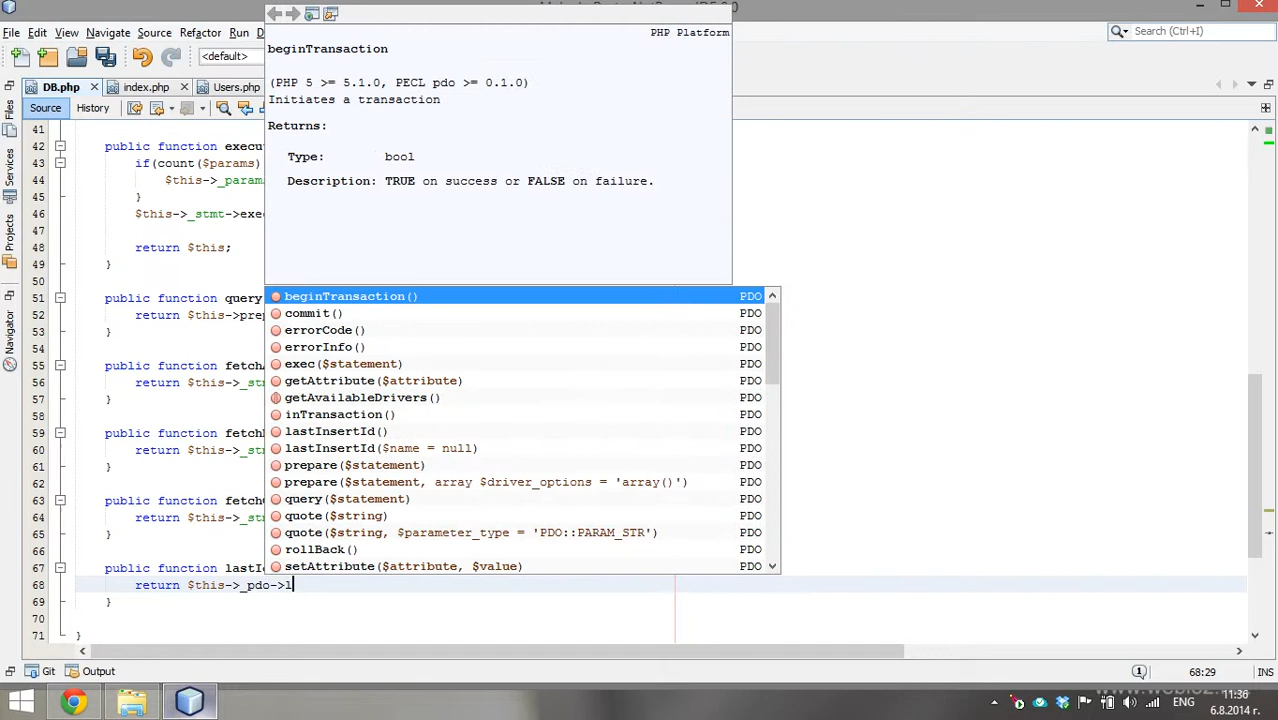 PHP Platform
File Edit View Navigate Source Refactor Run
Search (Ctrl+I)
<default>
beginTransaction
(PHP 5 >= 5.1.0, PECL pdo >= 0.1.0)
Initiates a transaction
Returns:
Type: bool
Description: TRUE on success or FALSE on failure.
DB.php index.php Users.php
Source History
Files
Services
Projects
Navigator
41
42 public function execu
43 if(count($params)
44 $this->_param
45 }
46 $this->_stmt->exe
47
48 return $this;
49 }
50
51 public function query
52 return $this->prep
53 }
54
55 public function fetchA
56 return $this->_st
57 }
58
59 public function fetch
60 return $this->_st
61 }
62
63 public function fetch
64 return $this->_st
65 }
66
67 public function lastI
68 return $this->_pdo->l
69 }
70
71 }
beginTransaction() PDO
commit() PDO
errorCode() PDO
errorInfo() PDO
exec($statement) PDO
getAttribute($attribute) PDO
getAvailableDrivers() PDO
inTransaction() PDO
lastInsertId() PDO
lastInsertId($name = null) PDO
prepare($statement) PDO
prepare($statement, array $driver_options = 'array()') PDO
query($statement) PDO
quote($string) PDO
quote($string, $parameter_type = 'PDO::PARAM_STR') PDO
rollBack() PDO
setAttribute($attribute, $value) PDO
Git Output
1 68:29 INS
ENG 11:36
6.8.2014 г.